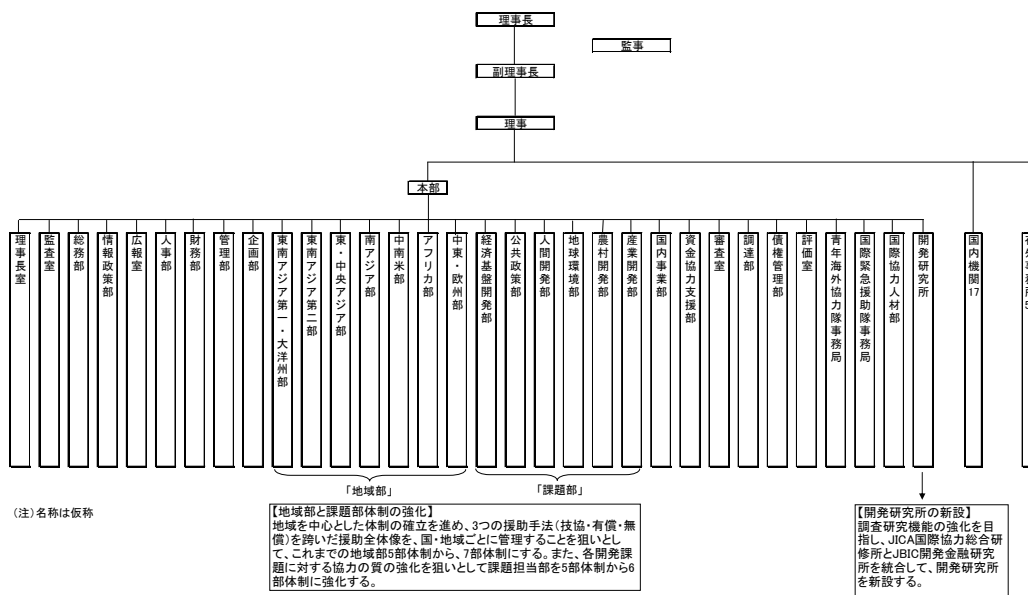 理事長
監事
副理事長
理事
本部
理事長室
監査室
総務部
情報政策部
広報室
人事部
財務部
管理部
企画部
東南アジア第一・大洋州部
東南アジア第二部
東・中央アジア部
南アジア部
中南米部
アフリカ部
中東・欧州部
経済基盤開発部
公共政策部
人間開発部
地球環境部
農村開発部
産業開発部
国内事業部
資金協力支援部
審査室
調達部
債権管理部
評価室
青年海外協力隊事務局
国際緊急援助隊事務局
国際協力人材部
開発研究所
国内機関17
「地域部」
「課題部」
(注)名称は仮称
【地域部と課題部体制の強化】
地域を中心とした体制の確立を進め、3つの援助手法(技協・有償・無
償)を跨いだ援助全体像を、国・地域ごとに管理することを狙いとし
て、これまでの地域部5部体制から、7部体制にする。また、各開発課
題に対する協力の質の強化を狙いとして課題担当部を5部体制から6
部体制に強化する。
【開発研究所の新設】
調査研究機能の強化を目
指し、JICA国際協力総合研
修所とJBIC開発金融研究
所を統合して、開発研究所
を新設する。